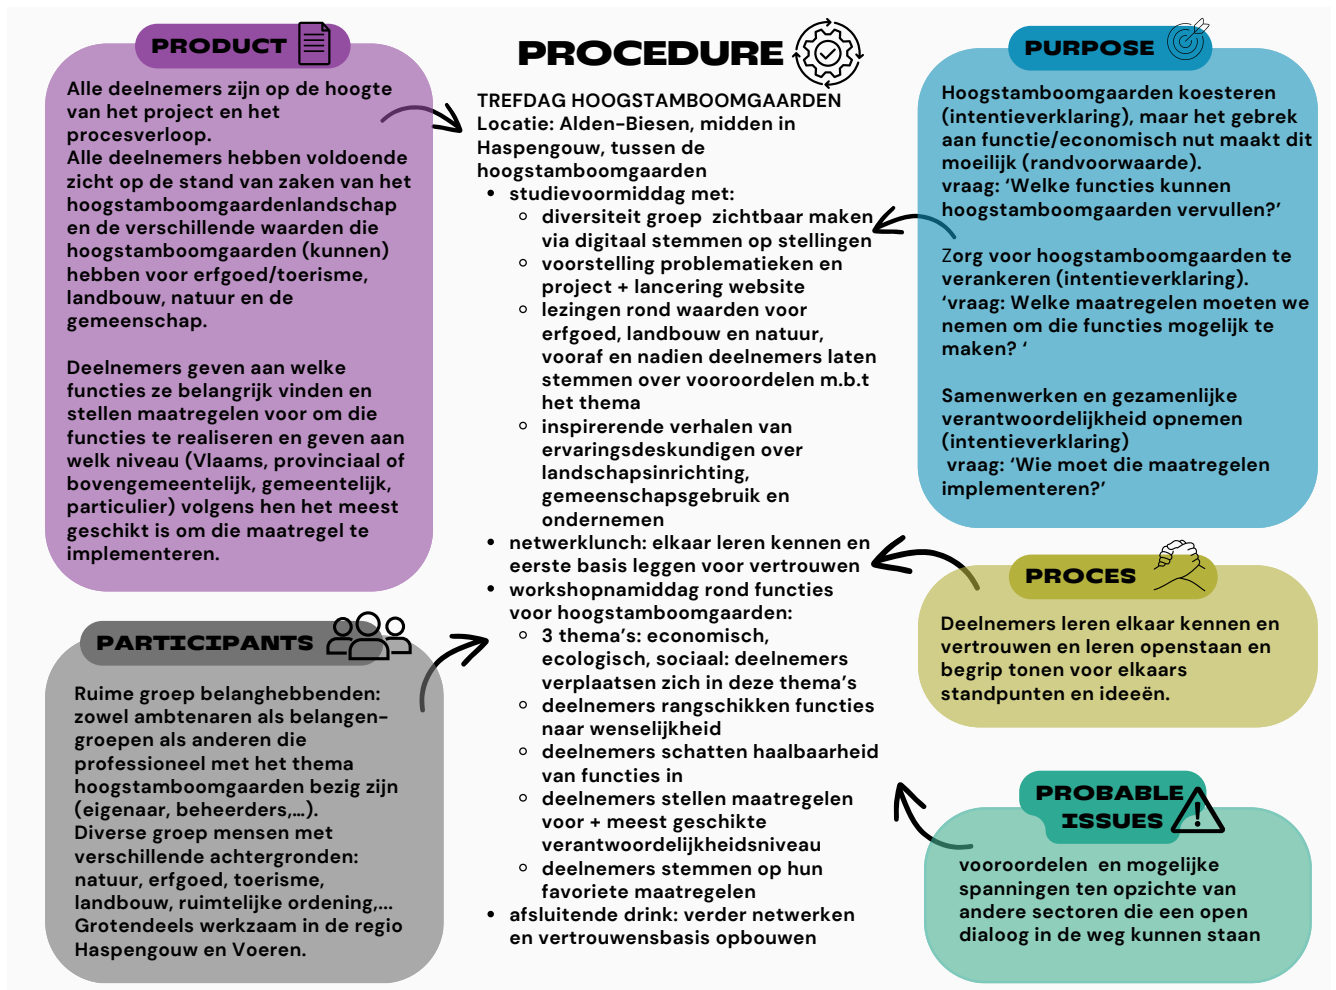 PRODUCT
Alle deelnemers zijn op de hoogte
van het project en het
procesverloop.
Alle deelnemers hebben voldoende
zicht op de stand van zaken van het
hoogstamboomgaardenlandschap
en de verschillende waarden die
hoogstamboomgaarden (kunnen)
hebben voor erfgoed/toerisme,
landbouw, natuur en de
gemeenschap.
Deelnemers geven aan welke
functies ze belangrijk vinden en
stellen maatregelen voor om die
functies te realiseren en geven aan
welk niveau (Vlaams, provinciaal of
bovengemeentelijk, gemeentelijk,
particulier) volgens hen het meest
geschikt is om die maatregel te
implementeren.
PARTICIPANTS
Ruime groep belanghebbenden:
zowel ambtenaren als belangen-
groepen als anderen die
professioneel met het thema
hoogstamboomgaarden bezig zijn
(eigenaar, beheerders,...).
Diverse groep mensen met
verschillende achtergronden:
natuur, erfgoed, toerisme,
landbouw, ruimtelijke ordening,...
Grotendeels werkzaam in de regio
Haspengouw en Voeren.
PROCEDURE
TREFDAG HOOGSTAMBOOMGAARDEN
Locatie: Alden-Biesen, midden in
Haspengouw, tussen de
hoogstamboomgaarden
• studievoormiddag met:
◦ diversiteit groep  zichtbaar maken
via digitaal stemmen op stellingen
◦ voorstelling problematieken en
project + lancering website
◦ lezingen rond waarden voor
erfgoed, landbouw en natuur,
vooraf en nadien deelnemers laten
stemmen over vooroordelen m.b.t
het thema
◦ inspirerende verhalen van
ervaringsdeskundigen over
landschapsinrichting,
gemeenschapsgebruik en
ondernemen
• netwerklunch: elkaar leren kennen en
eerste basis leggen voor vertrouwen
• workshopnamiddag rond functies
voor hoogstamboomgaarden:
◦ 3 thema's: economisch,
ecologisch, sociaal: deelnemers
verplaatsen zich in deze thema's
◦ deelnemers rangschikken functies
naar wenselijkheid
◦ deelnemers schatten haalbaarheid
van functies in
◦ deelnemers stellen maatregelen
voor + meest geschikte
verantwoordelijkheidsniveau
◦ deelnemers stemmen op hun
favoriete maatregelen
• afsluitende drink: verder netwerken
en vertrouwensbasis opbouwen
PURPOSE
Hoogstamboomgaarden koesteren
(intentieverklaring), maar het gebrek
aan functie/economisch nut maakt dit
moeilijk (randvoorwaarde).
vraag: 'Welke functies kunnen
hoogstamboomgaarden vervullen?'
Zorg voor hoogstamboomgaarden te
verankeren (intentieverklaring).
'vraag: Welke maatregelen moeten we
nemen om die functies mogelijk te
maken? '
Samenwerken en gezamenlijke
verantwoordelijkheid opnemen
(intentieverklaring)
vraag: 'Wie moet die maatregelen
implementeren?'
PROCES
Deelnemers leren elkaar kennen en
vertrouwen en leren openstaan en
begrip tonen voor elkaars
standpunten en ideeën.
PROBABLE
ISSUES
vooroordelen  en mogelijke
spanningen ten opzichte van
andere sectoren die een open
dialoog in de weg kunnen staan